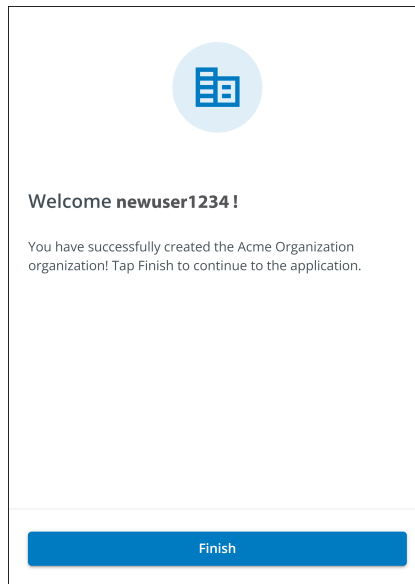 Welcome newuser1234!
You have successfully created the Acme Organization
organization! Tap Finish to continue to the application.
Finish